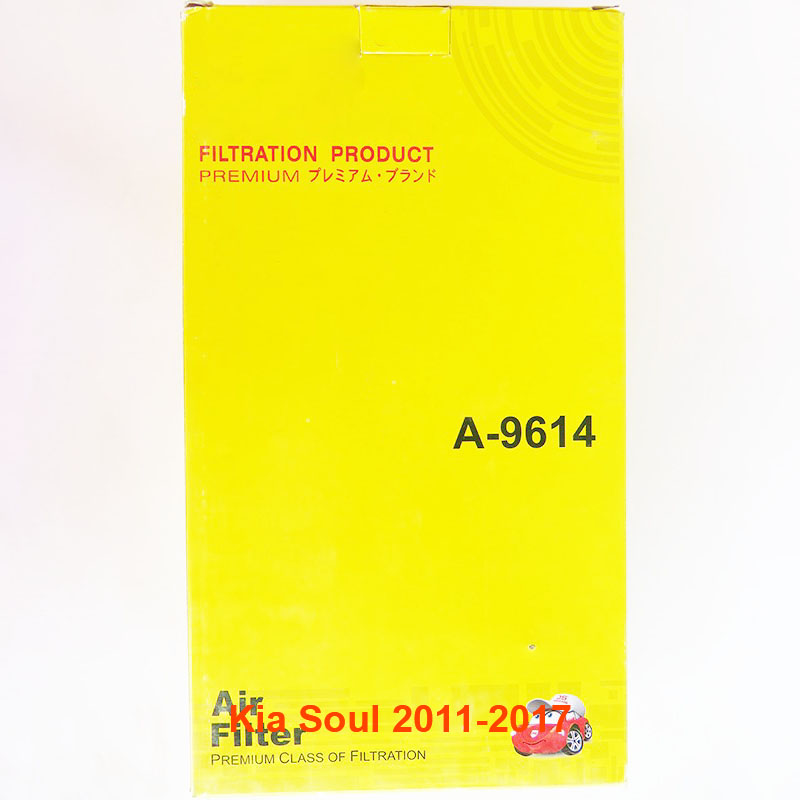 FILTRATION PRODUCT
PREMIUM プレミアム・ブランド
A-9614
Air
Kia Soul 2011-2017
Filter
PREMIUM CLASS OF FILTRATION
JS